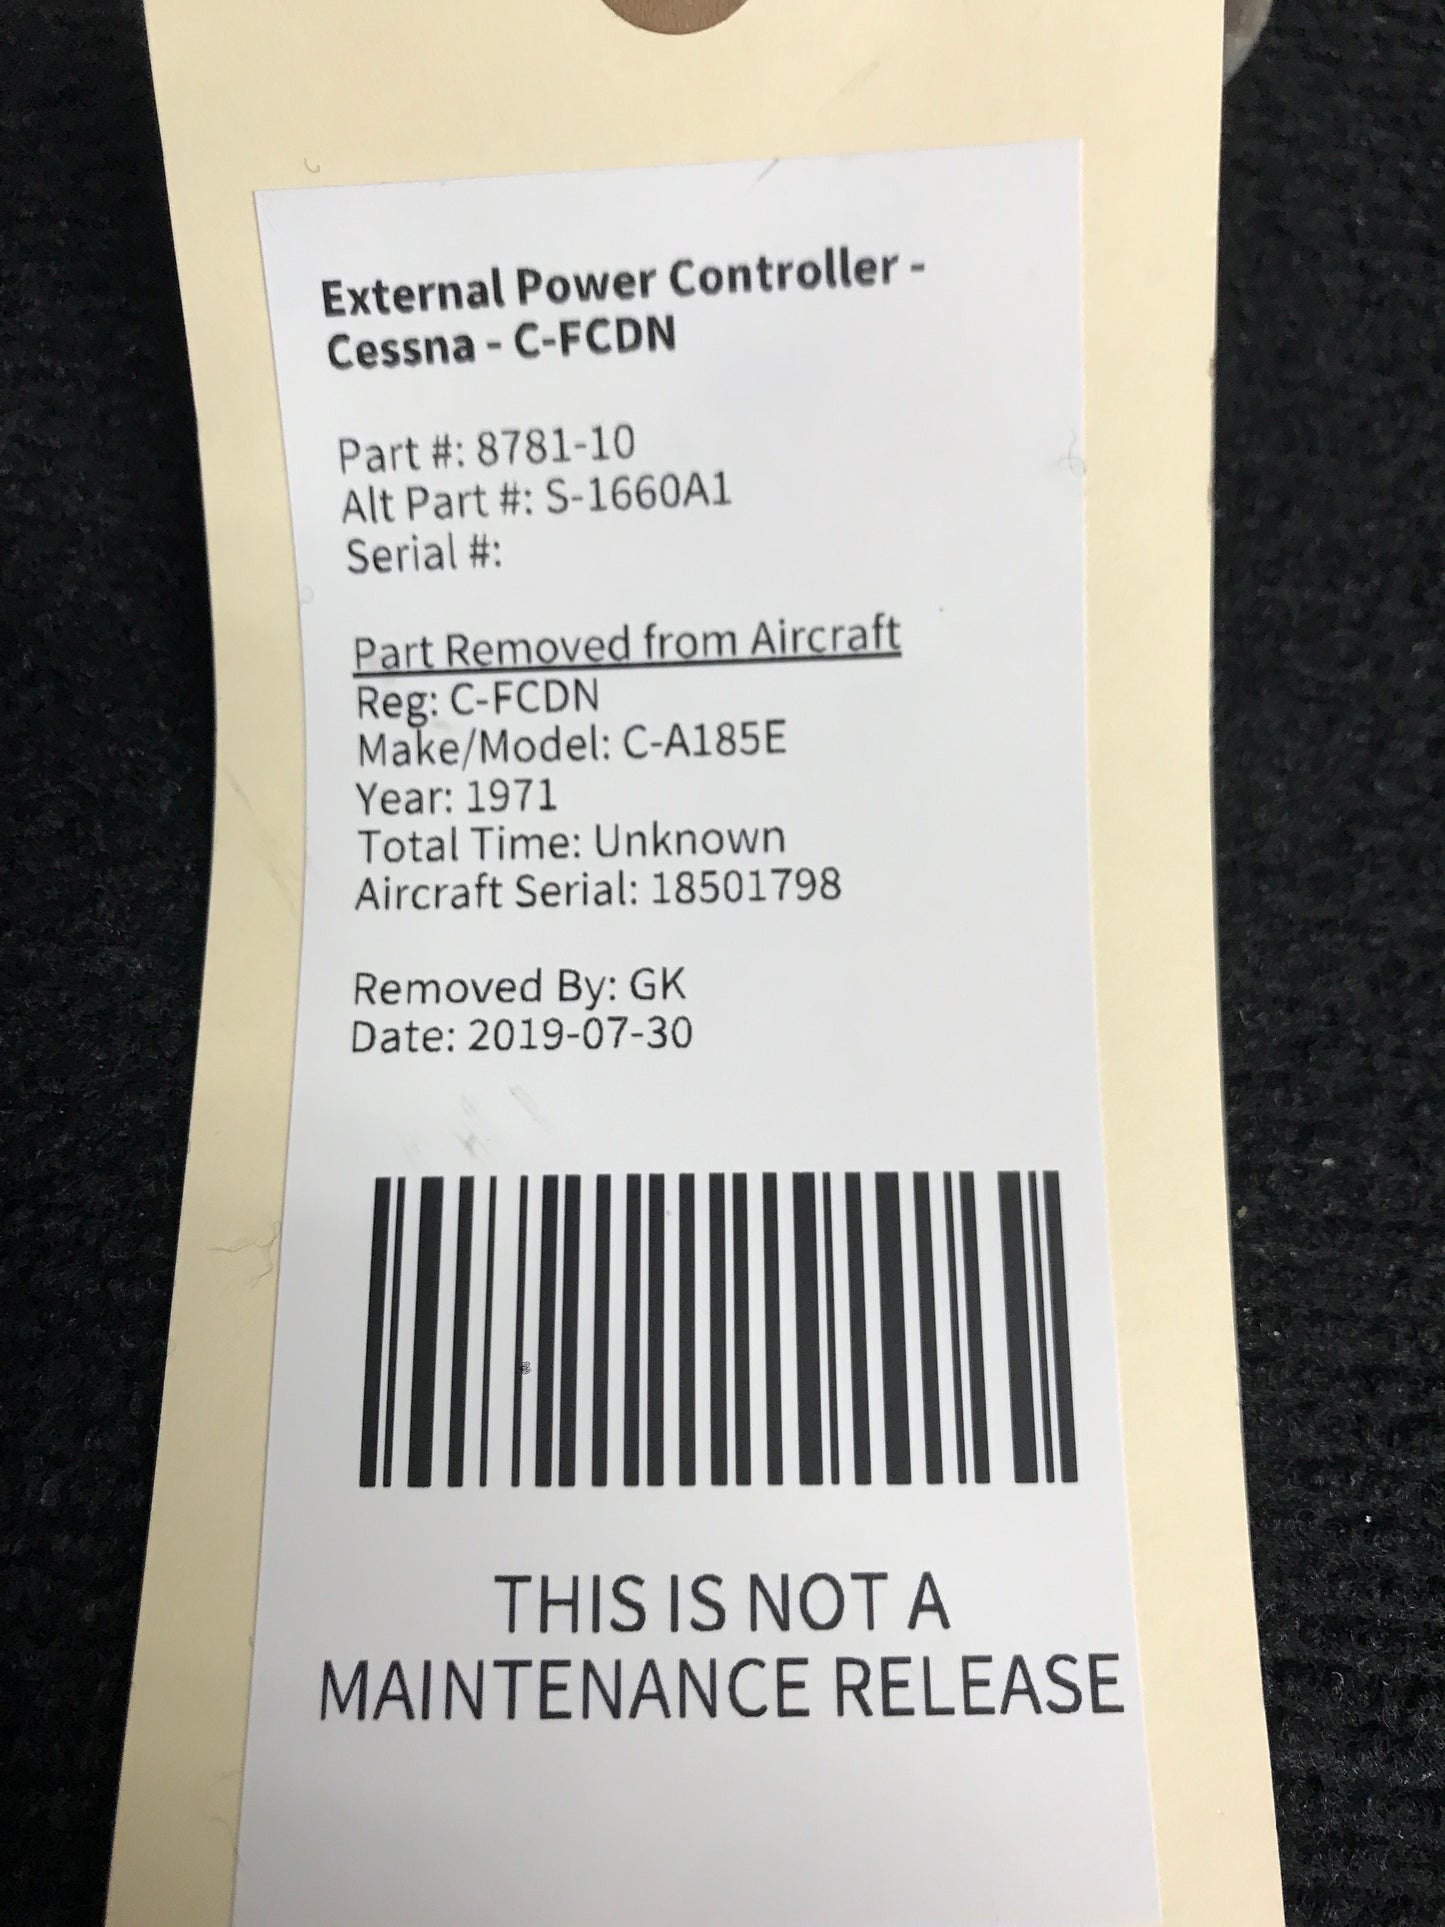 External Power Controller -
Cessna - C-FCDN
Part #: 8781-10
Alt Part #: S-1660A1
Serial #:
Part Removed from Aircraft
Reg: C-FCDN
Make/Model: C-A185E
Year: 1971
Total Time: Unknown
Aircraft Serial: 18501798
Removed By: GK
Date: 2019-07-30
THIS IS NOT A
MAINTENANCE RELEASE